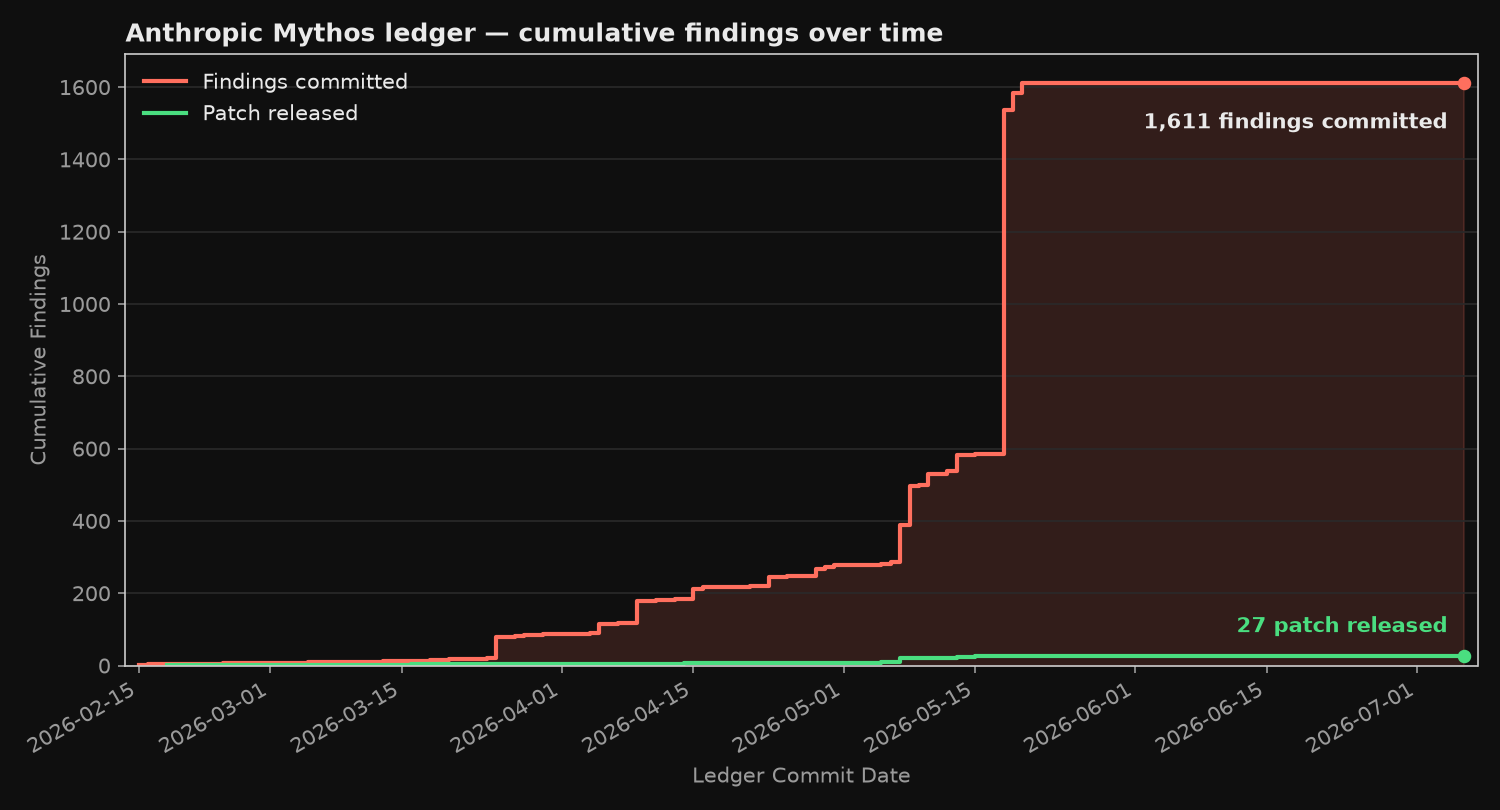 Anthropic Mythos ledger — cumulative findings over time
Findings committed
Patch released
1600
1400
1200
1000
800
600
400
200
0
Cumulative Findings
1,611 findings committed
27 patch released
2026-02-15
2026-03-01
2026-03-15
2026-04-01
2026-04-15
2026-05-01
2026-05-15
2026-06-01
2026-06-15
2026-07-01
Ledger Commit Date